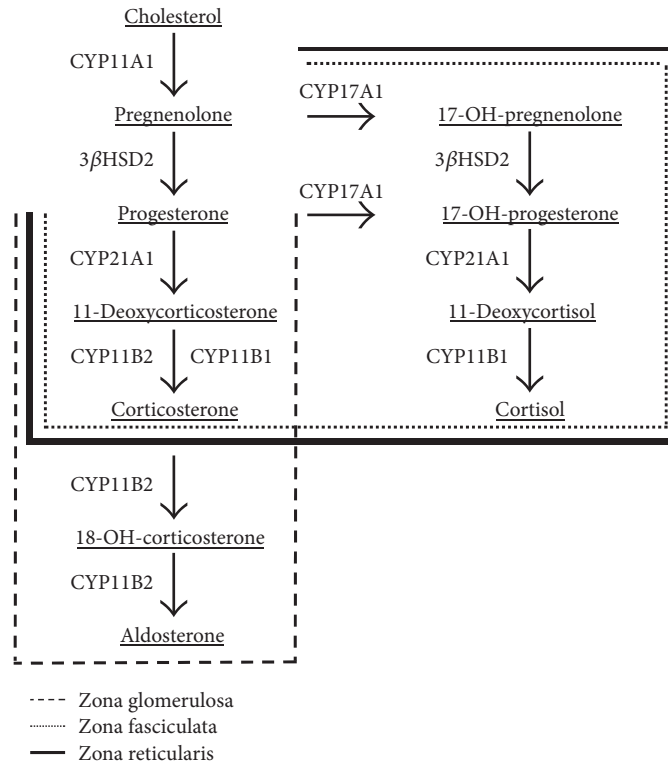 Cholesterol
CYP11A1
CYP17A1
Pregnenolone
17-OH-pregnenolone
3βHSD2
3βHSD2
CYP17A1
Progesterone
17-OH-progesterone
CYP21A1
CYP21A1
11-Deoxycorticosterone
11-Deoxycortisol
CYP11B2
CYP11B1
CYP11B1
Corticosterone
Cortisol
CYP11B2
18-OH-corticosterone
CYP11B2
Aldosterone
Zona glomerulosa
Zona fasciculata
Zona reticularis